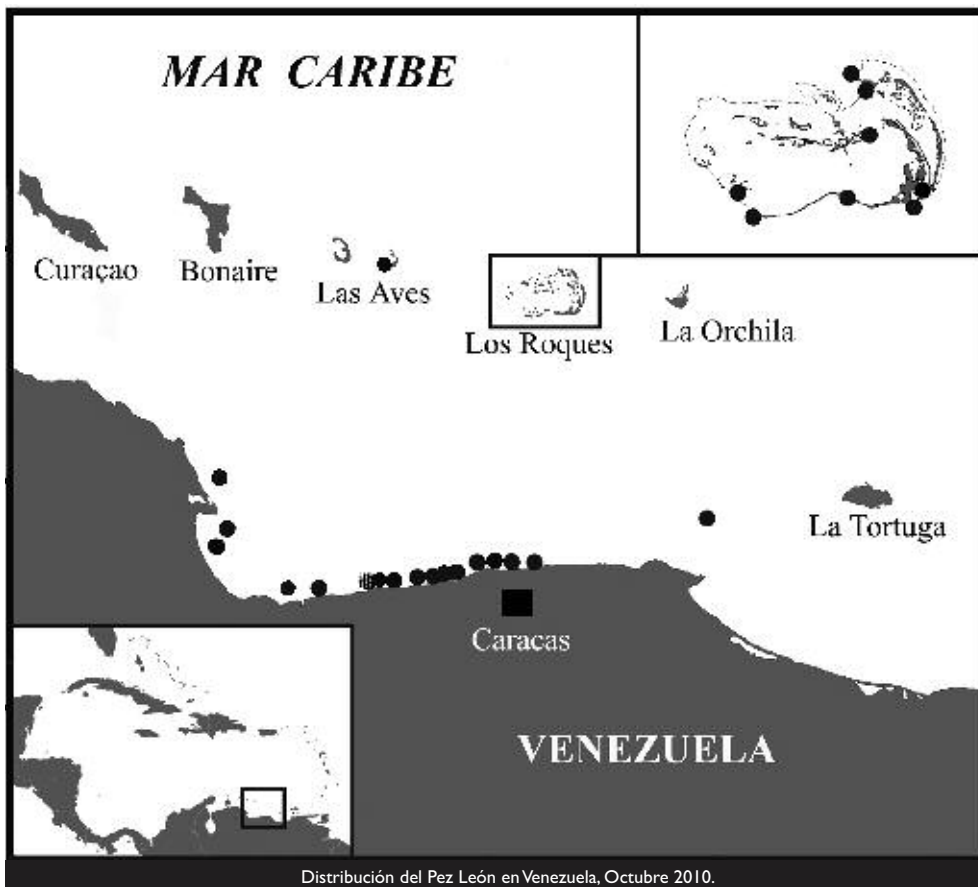 MAR CARIBE
Curaçao
Bonaire
Las Aves
Los Roques
La Orchila
La Tortuga
Caracas
VENEZUELA
Distribución del Pez León en Venezuela, Octubre 2010.